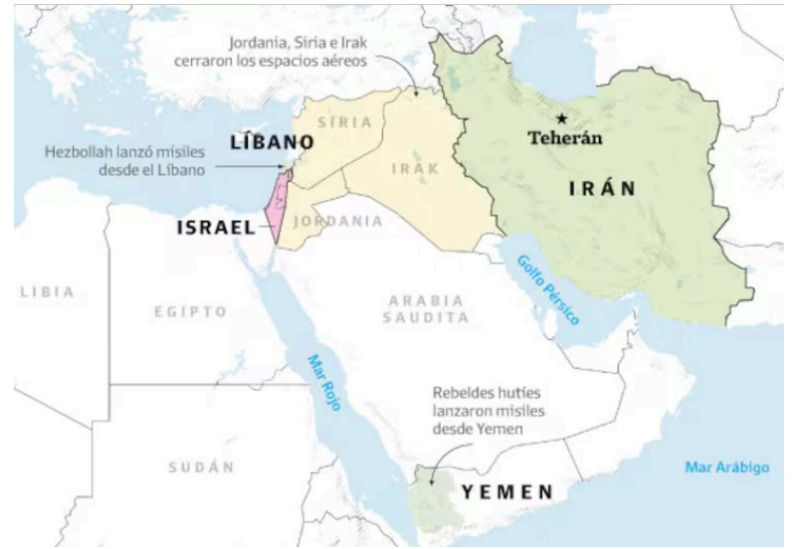 Jordania, Siria e Irak
cerraron los espacios aéreos
SIRIA
LÍBANO
Teherán
Hezbollah lanzó misiles
desde el Líbano
IRAK
IRÁN
ISRAEL
JORDANIA
Golfo Pérsico
LIBIA
EGIPTO
ARABIA
SAUDITA
Mar Rojo
Rebeldes hutíes
lanzaron misiles
desde Yemen
SUDÁN
Mar Arábigo
YEMEN